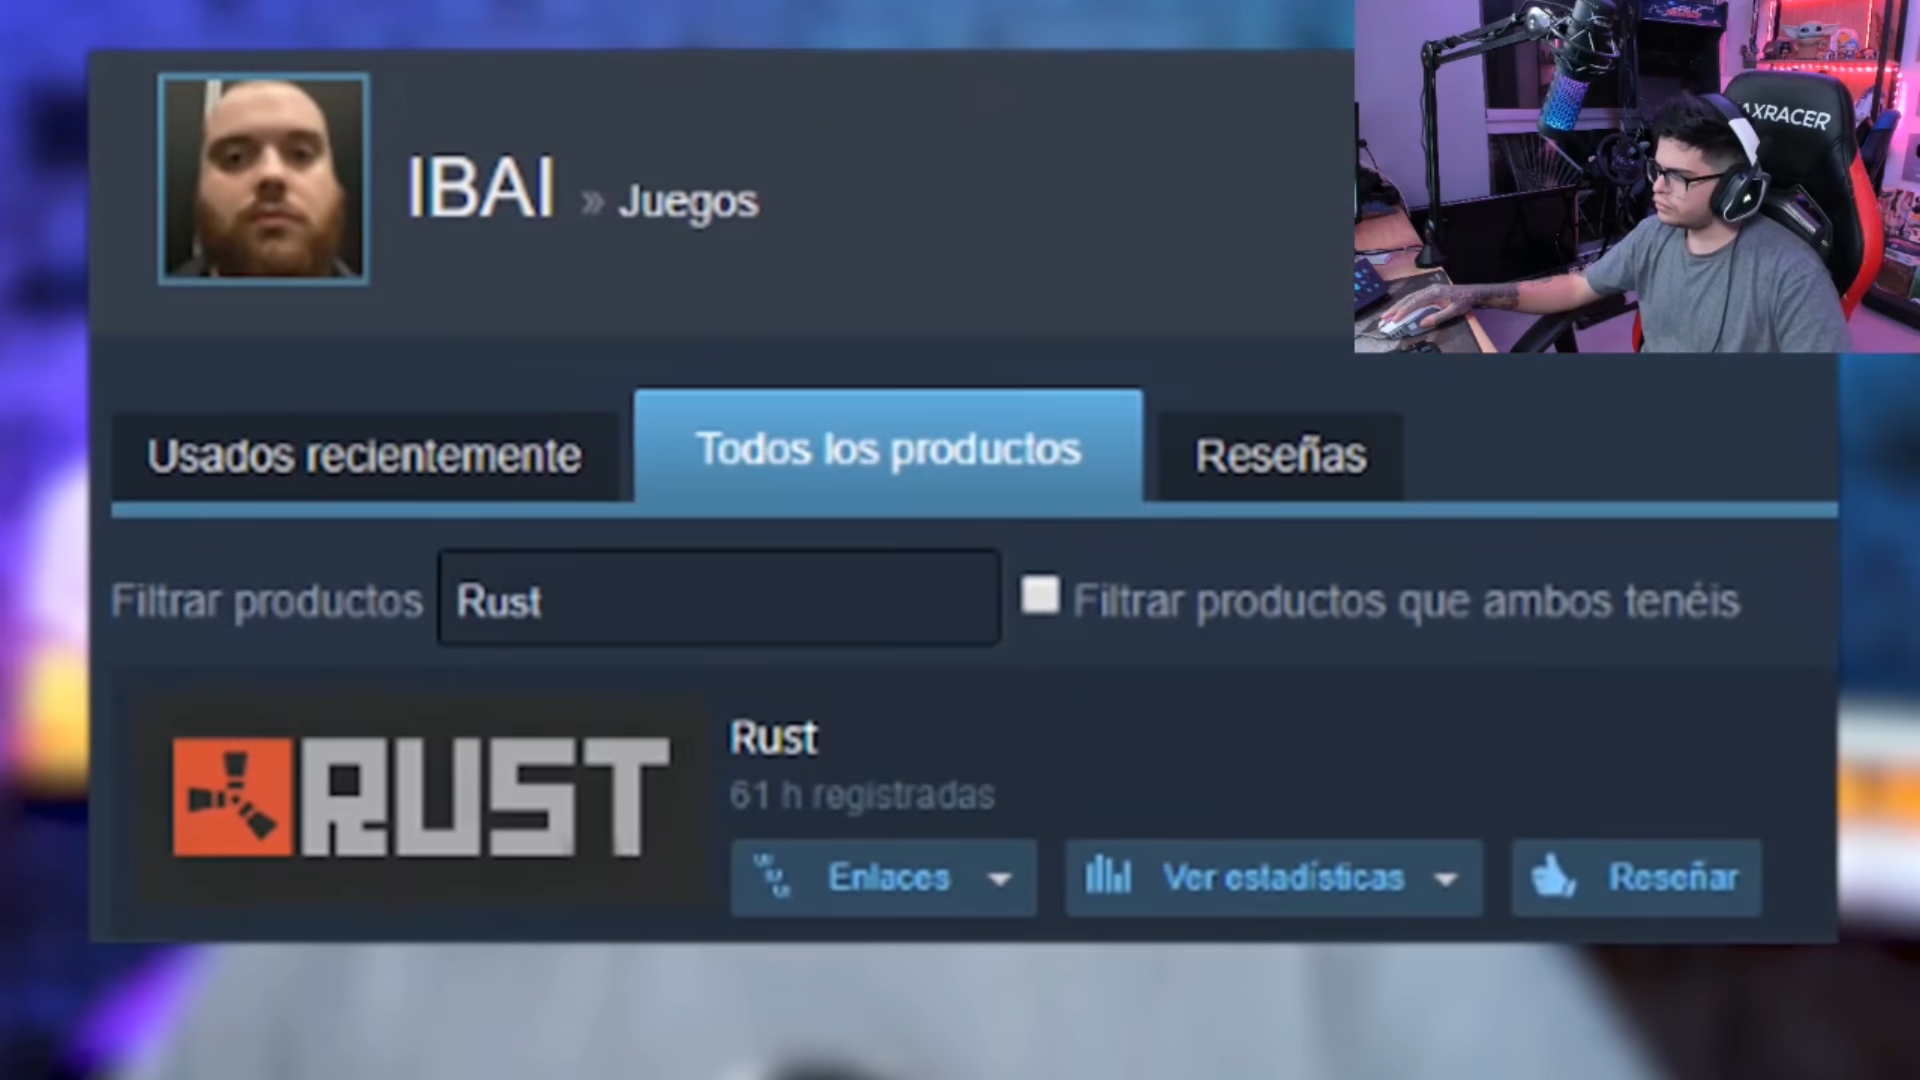 IBAI » Juegos
AXRACER
Usados recientemente
Todos los productos
Reseñas
Filtrar productos
Rust
Filtrar productos que ambos tenéis
RUST
Rust
61 h registradas
Enlaces
Ver estadísticas
Reseñar